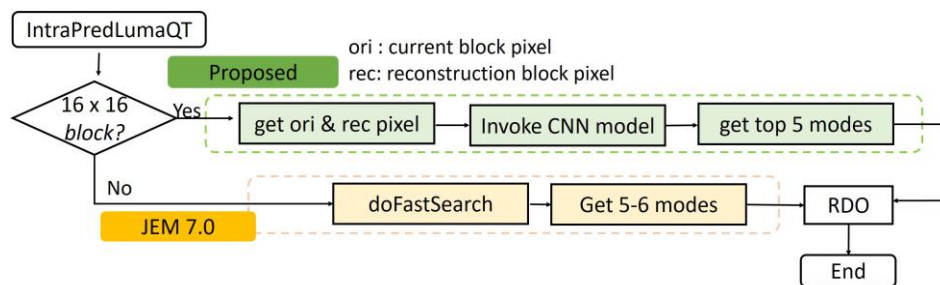 IntraPredLumaQT
ori : current block pixel
Proposed
rec: reconstruction block pixel
16 x 16
block?
Yes
get ori & rec pixel
Invoke CNN model
get top 5 modes
No
doFastSearch
Get 5-6 modes
RDO
JEM 7.0
End